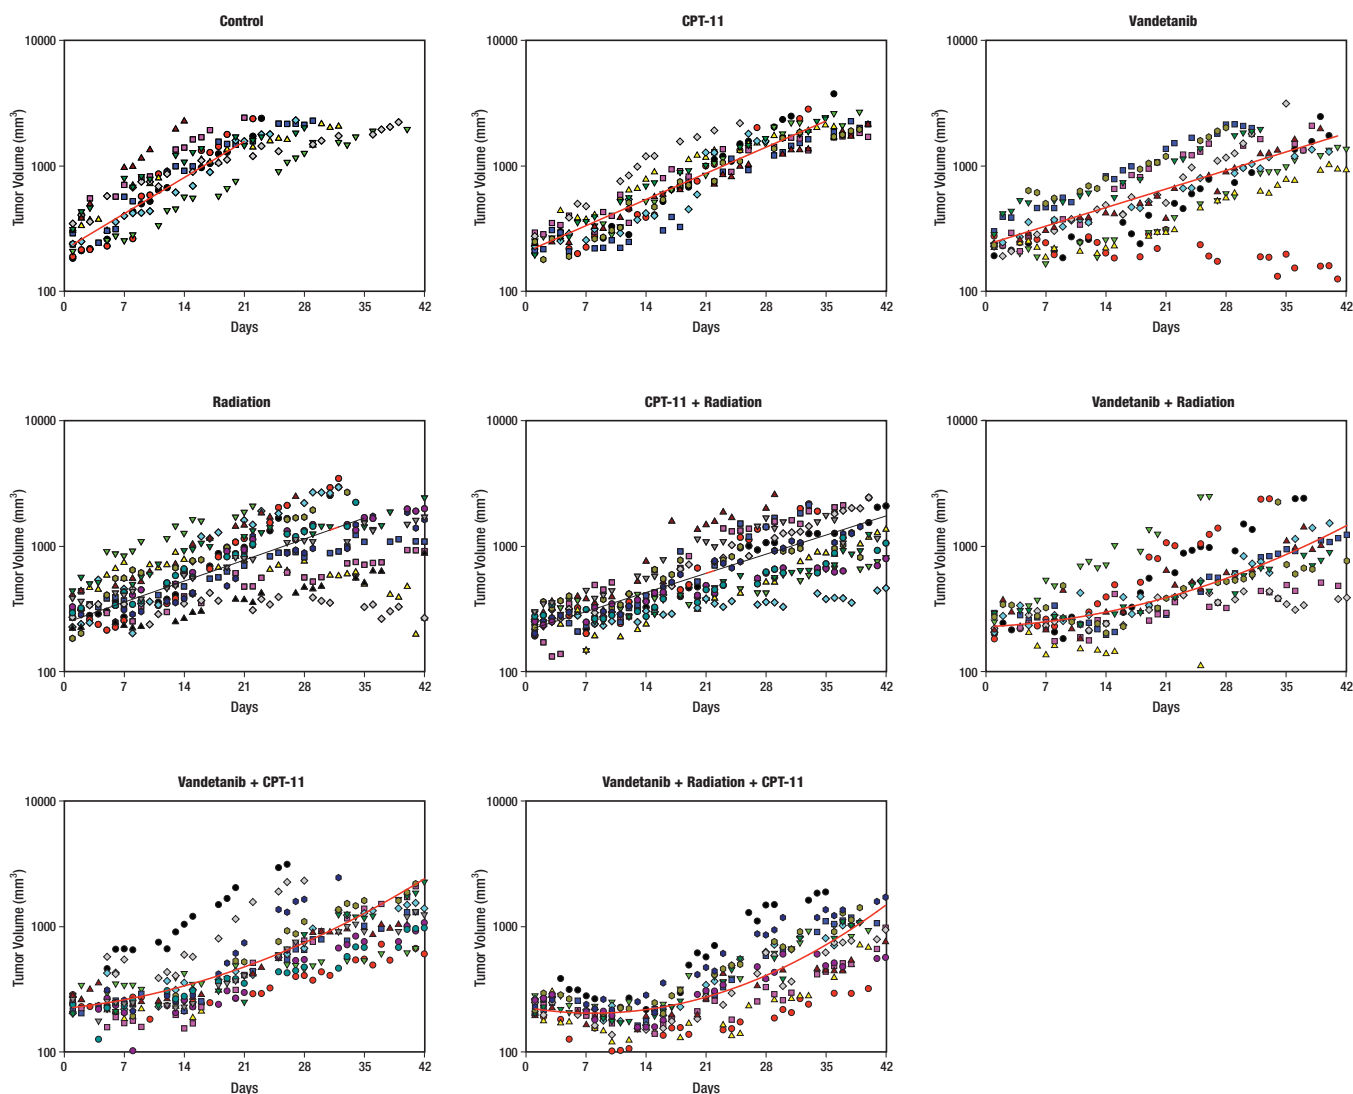 Control
10000
1000
100
Tumor Volume (mm³)
0 7 14 21 28 35 42
Days
CPT-11
10000
1000
100
Tumor Volume (mm³)
0 7 14 21 28 35 42
Days
Vandetanib
10000
1000
100
Tumor Volume (mm³)
0 7 14 21 28 35 42
Days
Radiation
10000
1000
100
Tumor Volume (mm³)
0 7 14 21 28 35 42
Days
CPT-11 + Radiation
10000
1000
100
Tumor Volume (mm³)
0 7 14 21 28 35 42
Days
Vandetanib + Radiation
10000
1000
100
Tumor Volume (mm³)
0 7 14 21 28 35 42
Days
Vandetanib + CPT-11
10000
1000
100
Tumor Volume (mm³)
0 7 14 21 28 35 42
Days
Vandetanib + Radiation + CPT-11
10000
1000
100
Tumor Volume (mm³)
0 7 14 21 28 35 42
Days